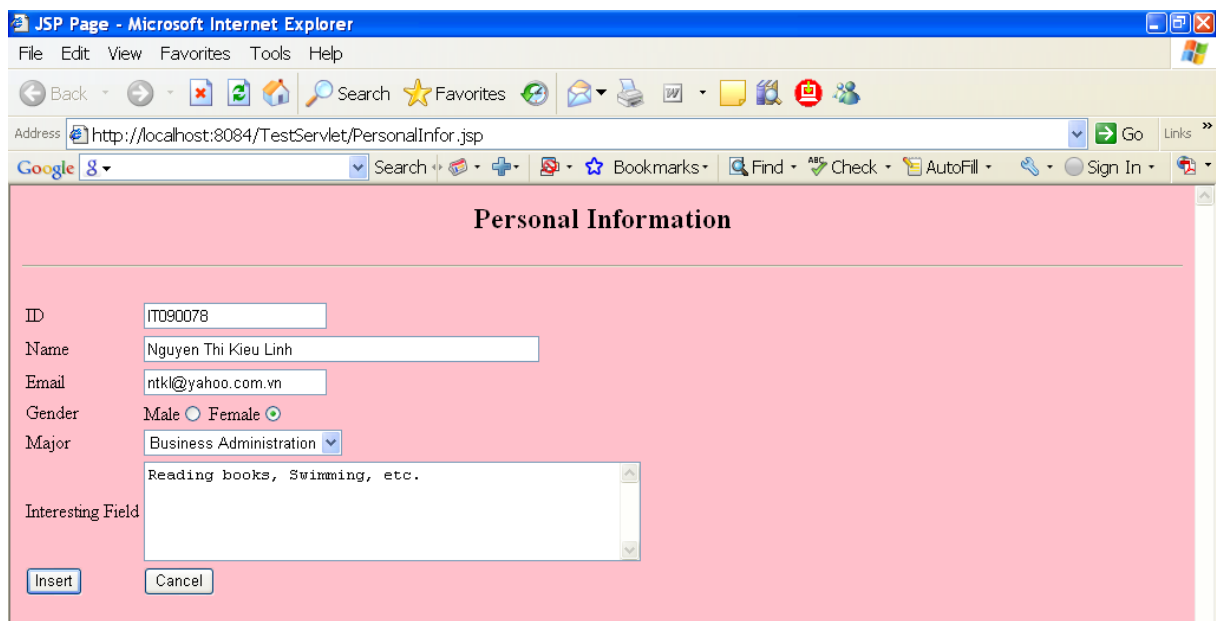 JSP Page - Microsoft Internet Explorer
File Edit View Favorites Tools Help
Back Search Favorites W
Address http://localhost:8084/TestServlet/PersonalInfor.jsp Go Links »
Google g Search Bookmarks Find ABC Check AutoFill Sign In
Personal Information
ID IT090078
Name Nguyen Thi Kieu Linh
Email ntkl@yahoo.com.vn
Gender Male Female
Major Business Administration
Reading books, Swimming, etc.
Interesting Field
Insert Cancel